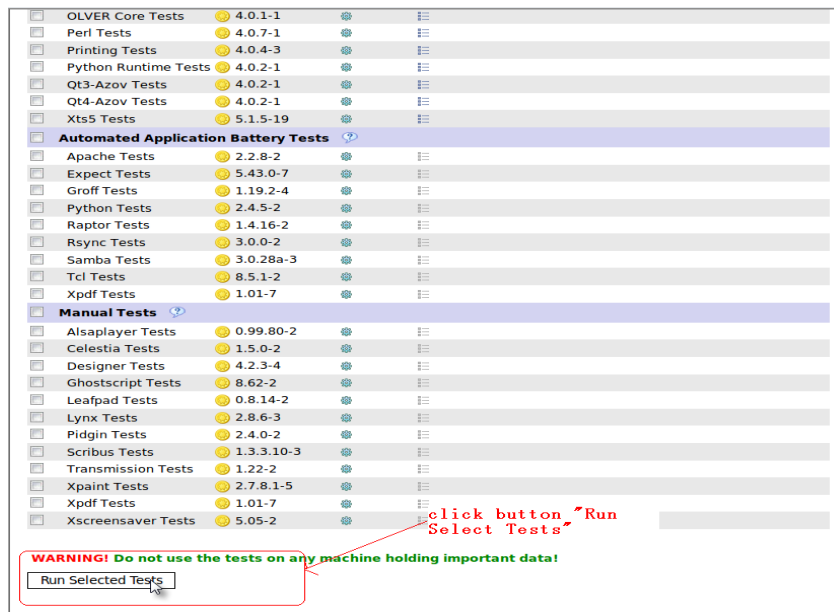 OLVER Core Tests 4.0.1-1
Perl Tests 4.0.7-1
Printing Tests 4.0.4-3
Python Runtime Tests 4.0.2-1
Qt3-Azov Tests 4.0.2-1
Qt4-Azov Tests 4.0.2-1
Xts5 Tests 5.1.5-19
Automated Application Battery Tests ?
Apache Tests 2.2.8-2
Expect Tests 5.43.0-7
Groff Tests 1.19.2-4
Python Tests 2.4.5-2
Raptor Tests 1.4.16-2
Rsync Tests 3.0.0-2
Samba Tests 3.0.28a-3
Tcl Tests 8.5.1-2
Xpdf Tests 1.01-7
Manual Tests ?
Alsaplayer Tests 0.99.80-2
Celestia Tests 1.5.0-2
Designer Tests 4.2.3-4
Ghostscript Tests 8.62-2
Leafpad Tests 0.8.14-2
Lynx Tests 2.8.6-3
Pidgin Tests 2.4.0-2
Scribus Tests 1.3.3.10-3
Transmission Tests 1.22-2
Xpaint Tests 2.7.8.1-5
Xpdf Tests 1.01-7
Xscreensaver Tests 5.05-2
click button "Run
Select Tests"
WARNING! Do not use the tests on any machine holding important data!
Run Selected Tests